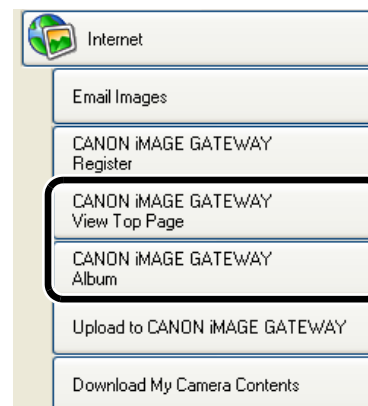 Internet
Email Images
CANON iMAGE GATEWAY
Register
CANON iMAGE GATEWAY
View Top Page
CANON iMAGE GATEWAY
Album
Upload to CANON iMAGE GATEWAY
Download My Camera Contents